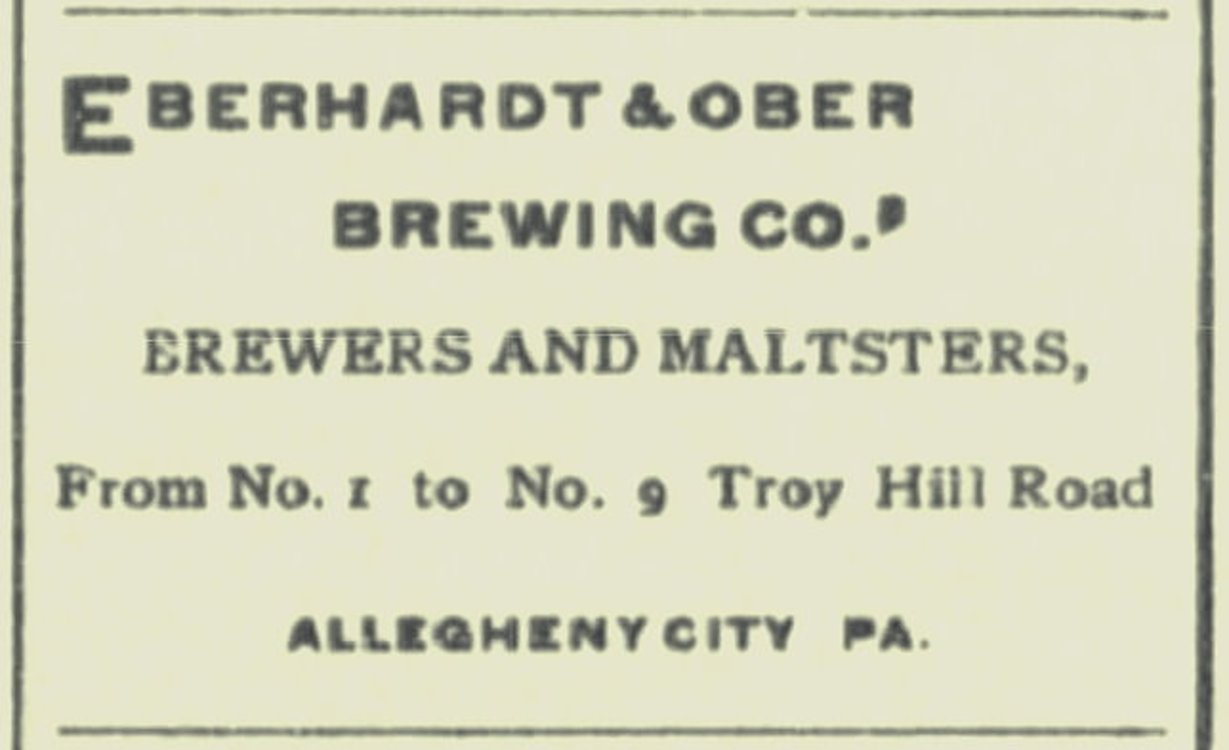 EBERHARDT & OBER
BREWING CO.'
BREWERS AND MALTSTERS,
From No. 1 to No. 9 Troy Hill Road
ALLEGHENY CITY PA.